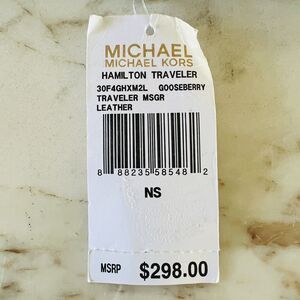 MICHAEL
MICHAEL KORS
HAMILTON TRAVELER
30F4GHXM2L GOOSEBERRY
TRAVELER MSGR
LEATHER
8 88235 58548 2
NS
MSRP $298.00